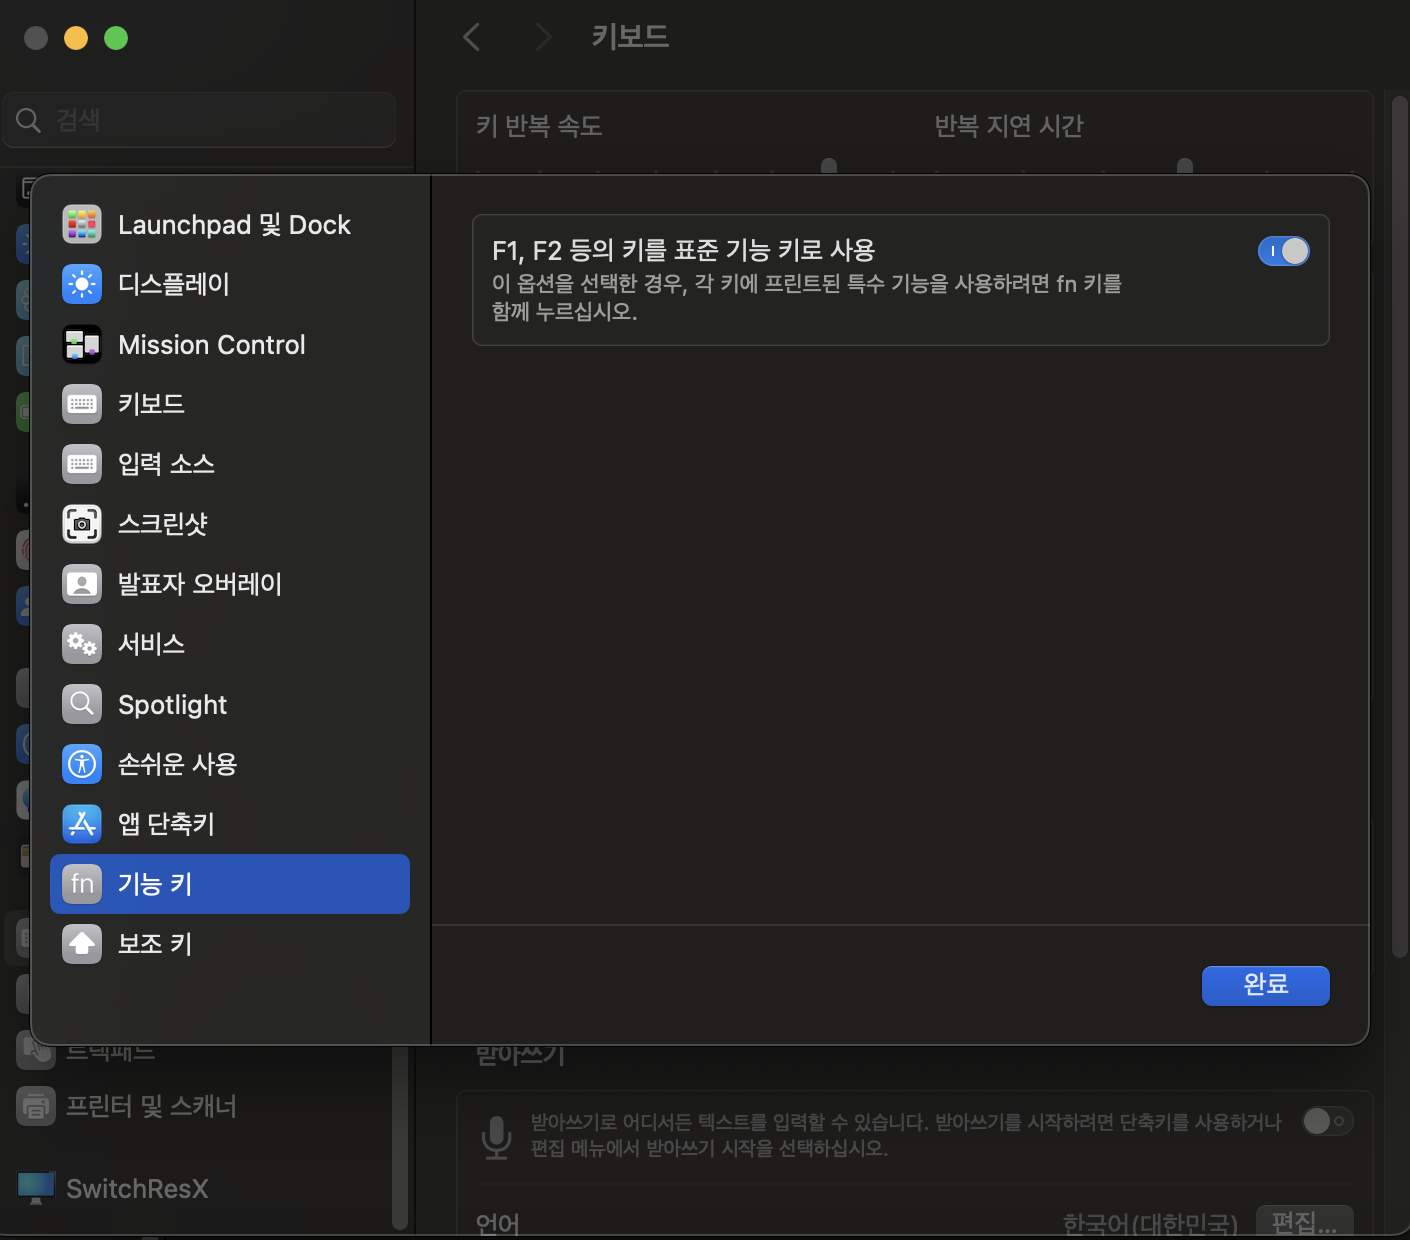 키보드
검색
키 반복 속도
반복 지연 시간
Launchpad 및 Dock
디스플레이
Mission Control
키보드
입력 소스
스크린샷
발표자 오버레이
서비스
Spotlight
손쉬운 사용
앱 단축키
fn 기능 키
보조 키
F1, F2 등의 키를 표준 기능 키로 사용
이 옵션을 선택한 경우, 각 키에 프린트된 특수 기능을 사용하려면 fn 키를
함께 누르십시오.
완료
트랙패드
프린터 및 스캐너
SwitchResX
받아쓰기
받아쓰기로 어디서든 텍스트를 입력할 수 있습니다. 받아쓰기를 시작하려면 단축키를 사용하거나
편집 메뉴에서 받아쓰기 시작을 선택하십시오.
언어
한국어(대한민국)
편집...